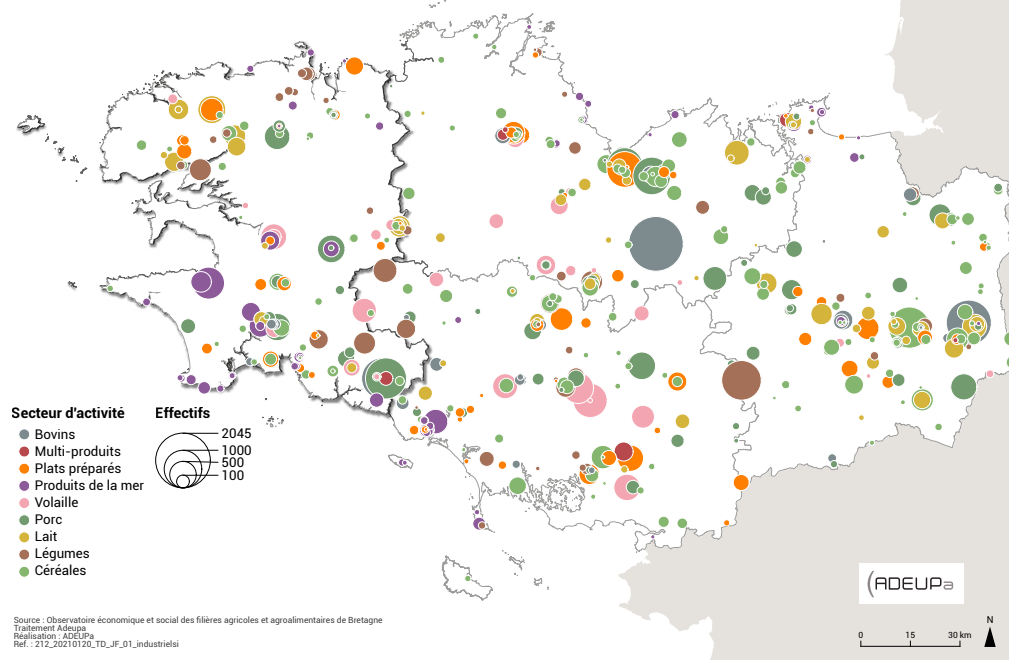 Secteur d'activité
Bovins
Multi-produits
Plats préparés
Produits de la mer
Volaille
Porc
Lait
Légumes
Céréales
Effectifs
2045
1000
500
100
ADEUPa
0 15 30 km
N
Source : Observatoire économique et social des filières agricoles et agroalimentaires de Bretagne
Traitement Adeupa
Réalisation : ADEUPa
Ref. : 212_20210120_TD_JF_01_industrielsi